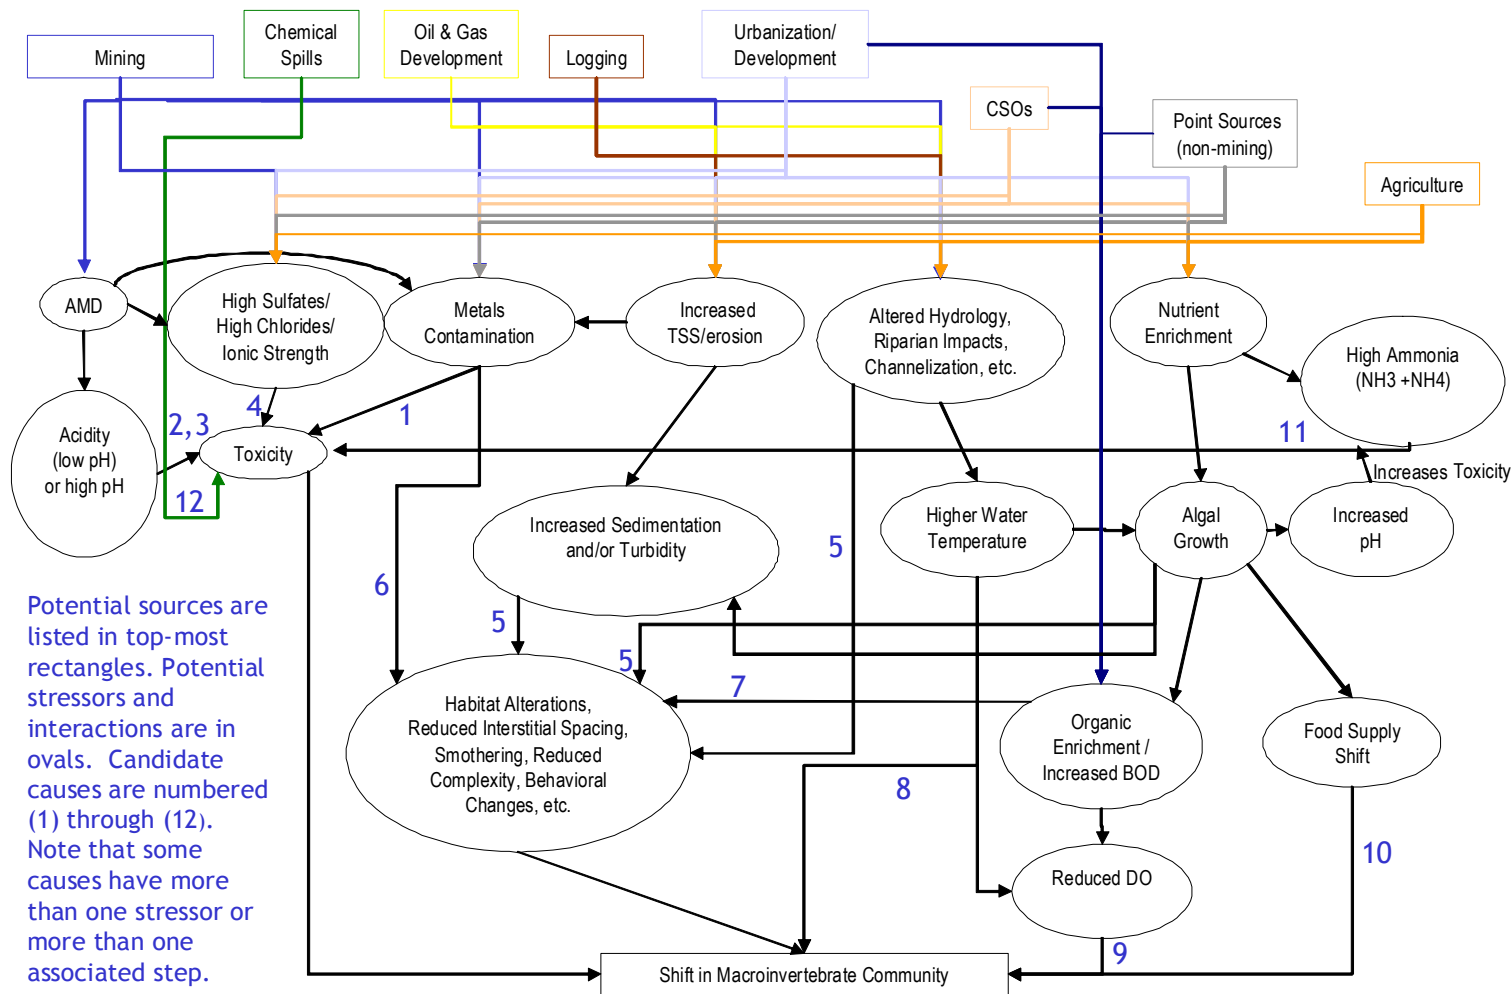 Mining
Chemical
Spills
Oil & Gas
Development
Logging
Urbanization/
Development
CSOs
Point Sources
(non-mining)
Agriculture
AMD
High Sulfates/
High Chlorides/
Ionic Strength
Metals
Contamination
Increased
TSS/erosion
Altered Hydrology,
Riparian Impacts,
Channelization, etc.
Nutrient
Enrichment
High Ammonia
(NH3 +NH4)
Acidity
(low pH)
or high pH
2,3
4
Toxicity
1
11
Increases Toxicity
12
Increased Sedimentation
and/or Turbidity
5
Higher Water
Temperature
Algal
Growth
Increased
pH
6
5
5
Potential sources are
listed in top-most
rectangles. Potential
stressors and
interactions are in
ovals.  Candidate
causes are numbered
(1) through (12).
Note that some
causes have more
than one stressor or
more than one
associated step.
Habitat Alterations,
Reduced Interstitial Spacing,
Smothering, Reduced
Complexity, Behavioral
Changes, etc.
7
8
Organic
Enrichment /
Increased BOD
Food Supply
Shift
Reduced DO
10
9
Shift in Macroinvertebrate Community